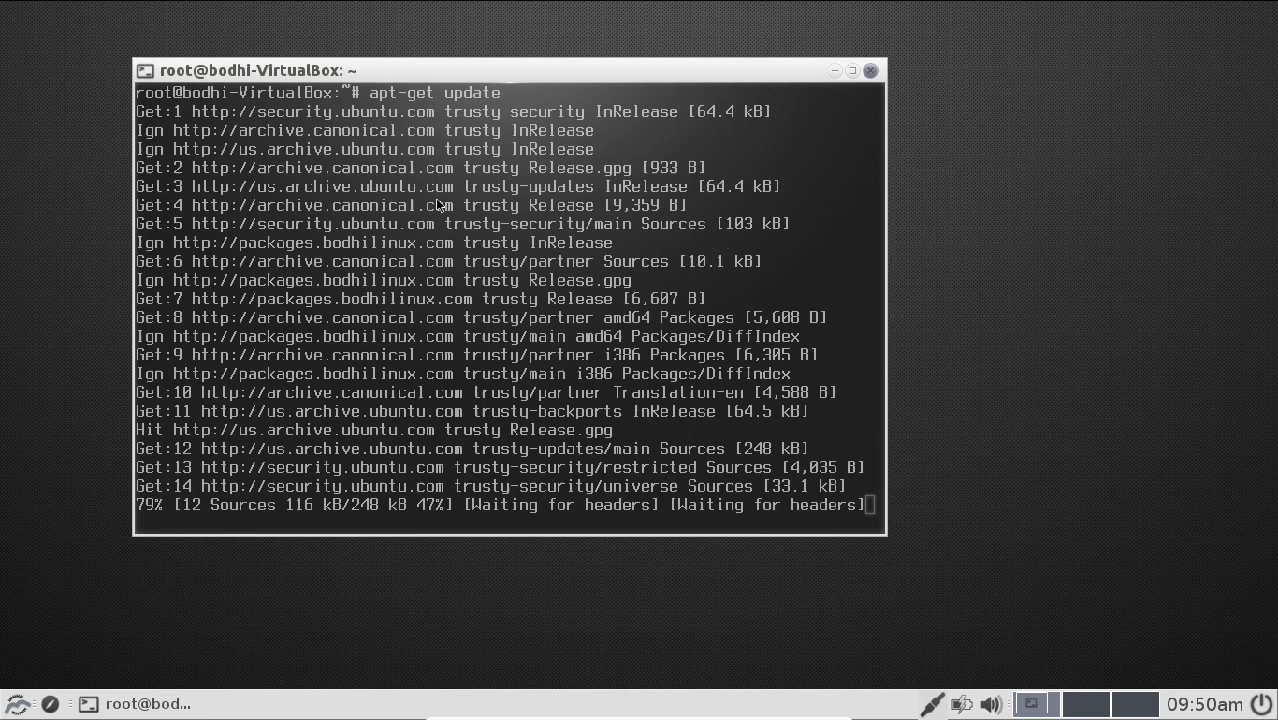 root@bodhi-VirtualBox: ~
root@bodhi-VirtualBox:~# apt-get update
Get:1 http://security.ubuntu.com trusty security InRelease [64.4 kB]
Ign http://archive.canonical.com trusty InRelease
Ign http://us.archive.ubuntu.com trusty InRelease
Get:2 http://archive.canonical.com trusty Release.gpg [933 B]
Get:3 http://us.archive.ubuntu.com trusty-updates InRelease [64.4 kB]
Get:4 http://archive.canonical.com trusty Release [9,359 B]
Get:5 http://security.ubuntu.com trusty-security/main Sources [103 kB]
Ign http://packages.bodhilinux.com trusty InRelease
Get:6 http://archive.canonical.com trusty/partner Sources [10.1 kB]
Ign http://packages.bodhilinux.com trusty Release.gpg
Get:7 http://packages.bodhilinux.com trusty Release [6,607 B]
Get:8 http://archive.canonical.com trusty/partner amd64 Packages [5,608 B]
Ign http://packages.bodhilinux.com trusty/main amd64 Packages/DiffIndex
Get:9 http://archive.canonical.com trusty/partner i386 Packages [6,305 B]
Ign http://packages.bodhilinux.com trusty/main i386 Packages/DiffIndex
Get:10 http://archive.canonical.com trusty/partner Translation-en [4,588 B]
Get:11 http://us.archive.ubuntu.com trusty-backports InRelease [64.5 kB]
Hit http://us.archive.ubuntu.com trusty Release.gpg
Get:12 http://us.archive.ubuntu.com trusty-updates/main Sources [248 kB]
Get:13 http://security.ubuntu.com trusty-security/restricted Sources [4,035 B]
Get:14 http://security.ubuntu.com trusty-security/universe Sources [33.1 kB]
79% [12 Sources 116 kB/248 kB 47%] [Waiting for headers] [Waiting for headers]
root@bod...
09:50am